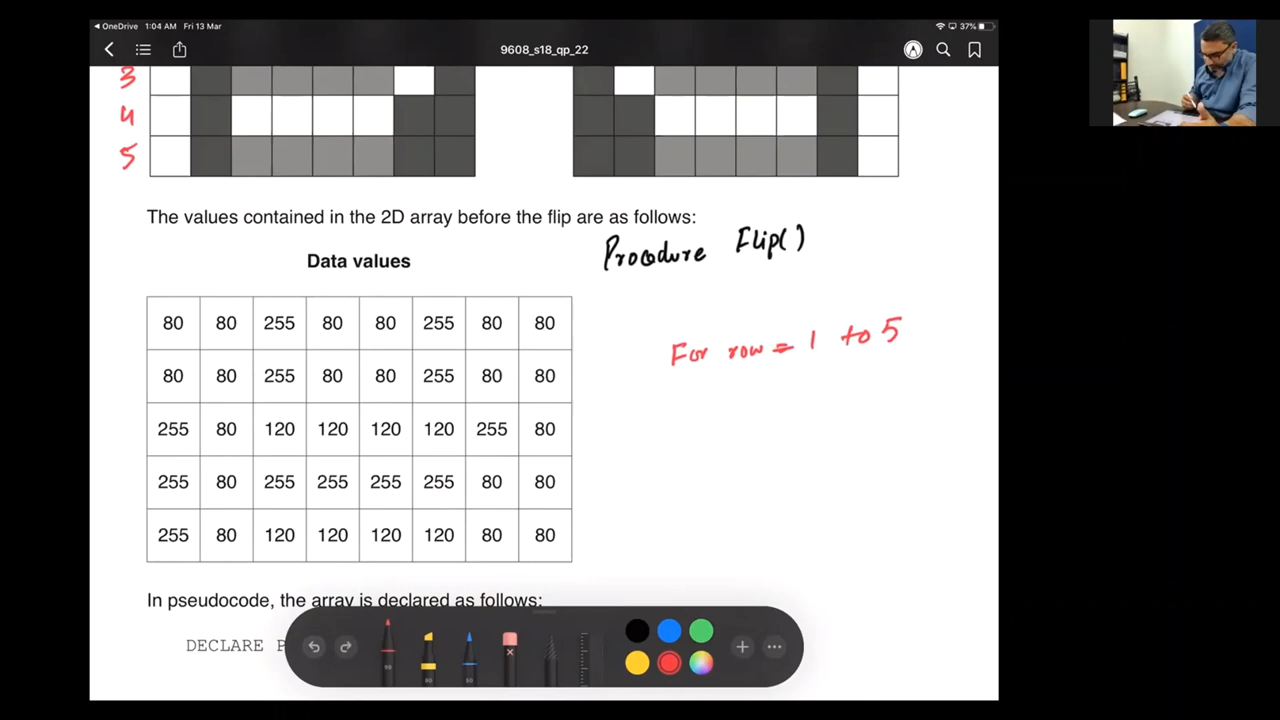 OneDrive 1:04 AM Fri 13 Mar 37%
9608_s18_qp_22
3
4
5
The values contained in the 2D array before the flip are as follows:
Procedure Flip()
Data values
80 80 255 80 80 255 80 80
For row = 1 to 5
80 80 255 80 80 255 80 80
255 80 120 120 120 120 255 80
255 80 255 255 255 255 80 80
255 80 120 120 120 120 80 80
In pseudocode, the array is declared as follows:
DECLARE P